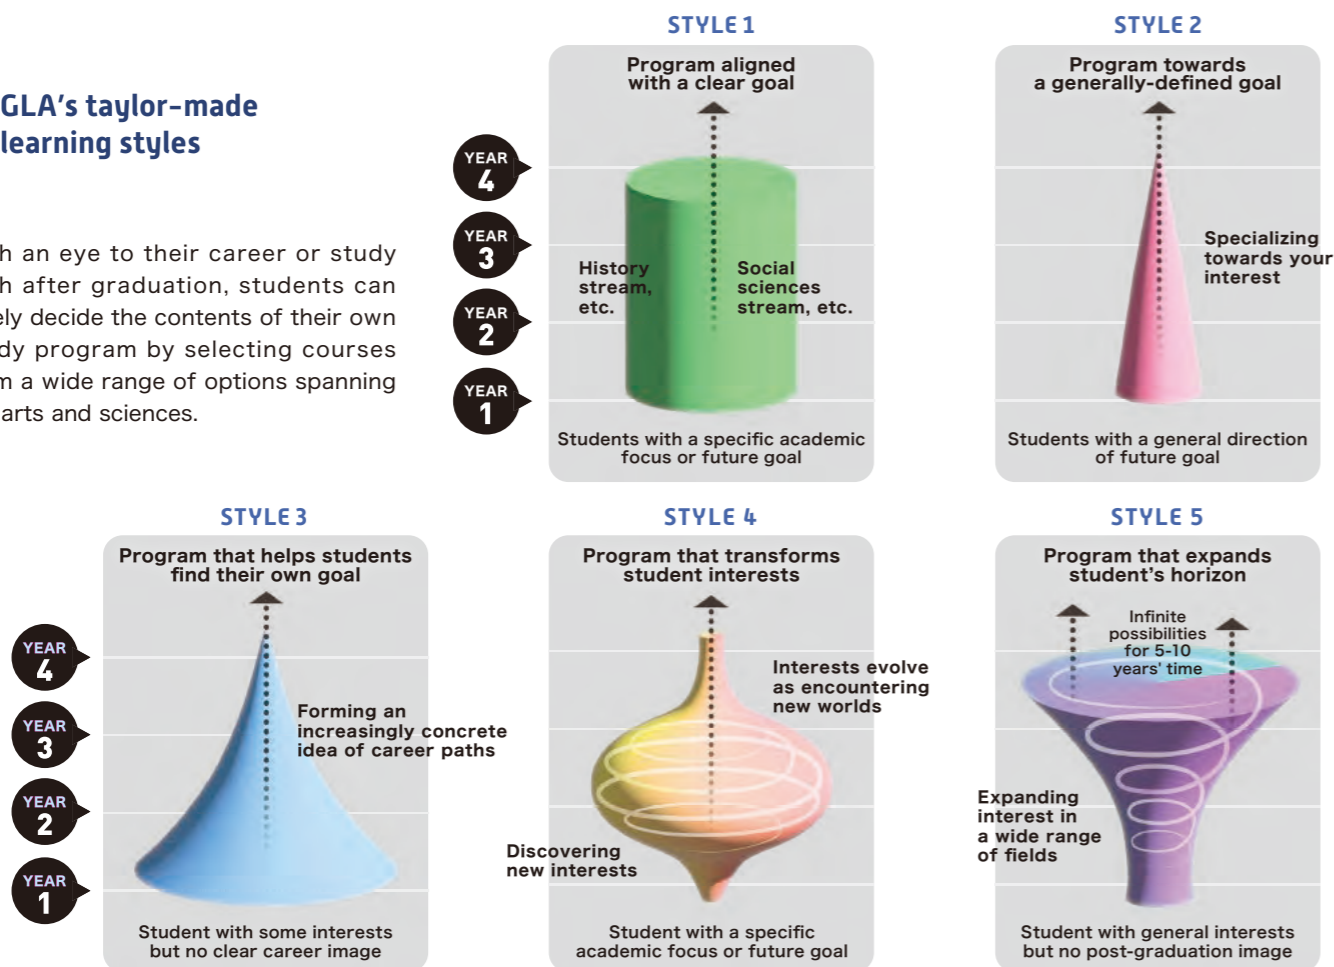 GLA's taylor-made
learning styles
h an eye to their career or study
h after graduation, students can
ely decide the contents of their own
dy program by selecting courses
m a wide range of options spanning
arts and sciences.
STYLE 1
Program aligned
with a clear goal
YEAR
4
YEAR
3
YEAR
2
YEAR
1
History
stream,
etc.
Social
sciences
stream, etc.
Students with a specific academic
focus or future goal
STYLE 2
Program towards
a generally-defined goal
Specializing
towards your
interest
Students with a general direction
of future goal
STYLE 3
Program that helps students
find their own goal
YEAR
4
YEAR
3
YEAR
2
YEAR
1
Forming an
increasingly concrete
idea of career paths
Student with some interests
but no clear career image
STYLE 4
Program that transforms
student interests
Interests evolve
as encountering
new worlds
Discovering
new interests
Student with a specific
academic focus or future goal
STYLE 5
Program that expands
student's horizon
Infinite
possibilities
for 5-10
years' time
Expanding
interest in
a wide range
of fields
Student with general interests
but no post-graduation image